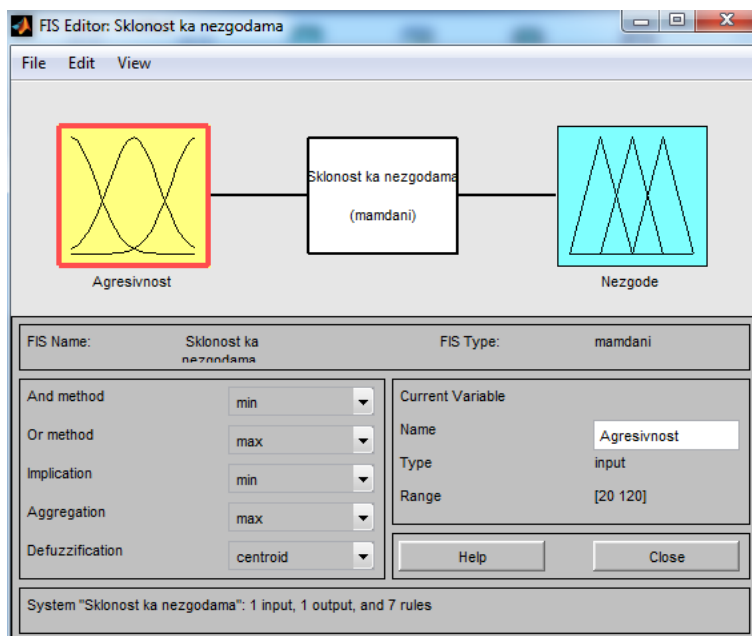 FIS Editor: Sklonost ka nezgodama
File Edit View
Sklonost ka nezgodama
(mamdani)
Agresivnost
Nezgode
FIS Name: Sklonost ka nezgodama FIS Type: mamdani
And method min
Or method max
Implication min
Aggregation max
Defuzzification centroid
Current Variable
Name Agresivnost
Type input
Range [20 120]
Help Close
System "Sklonost ka nezgodama": 1 input, 1 output, and 7 rules